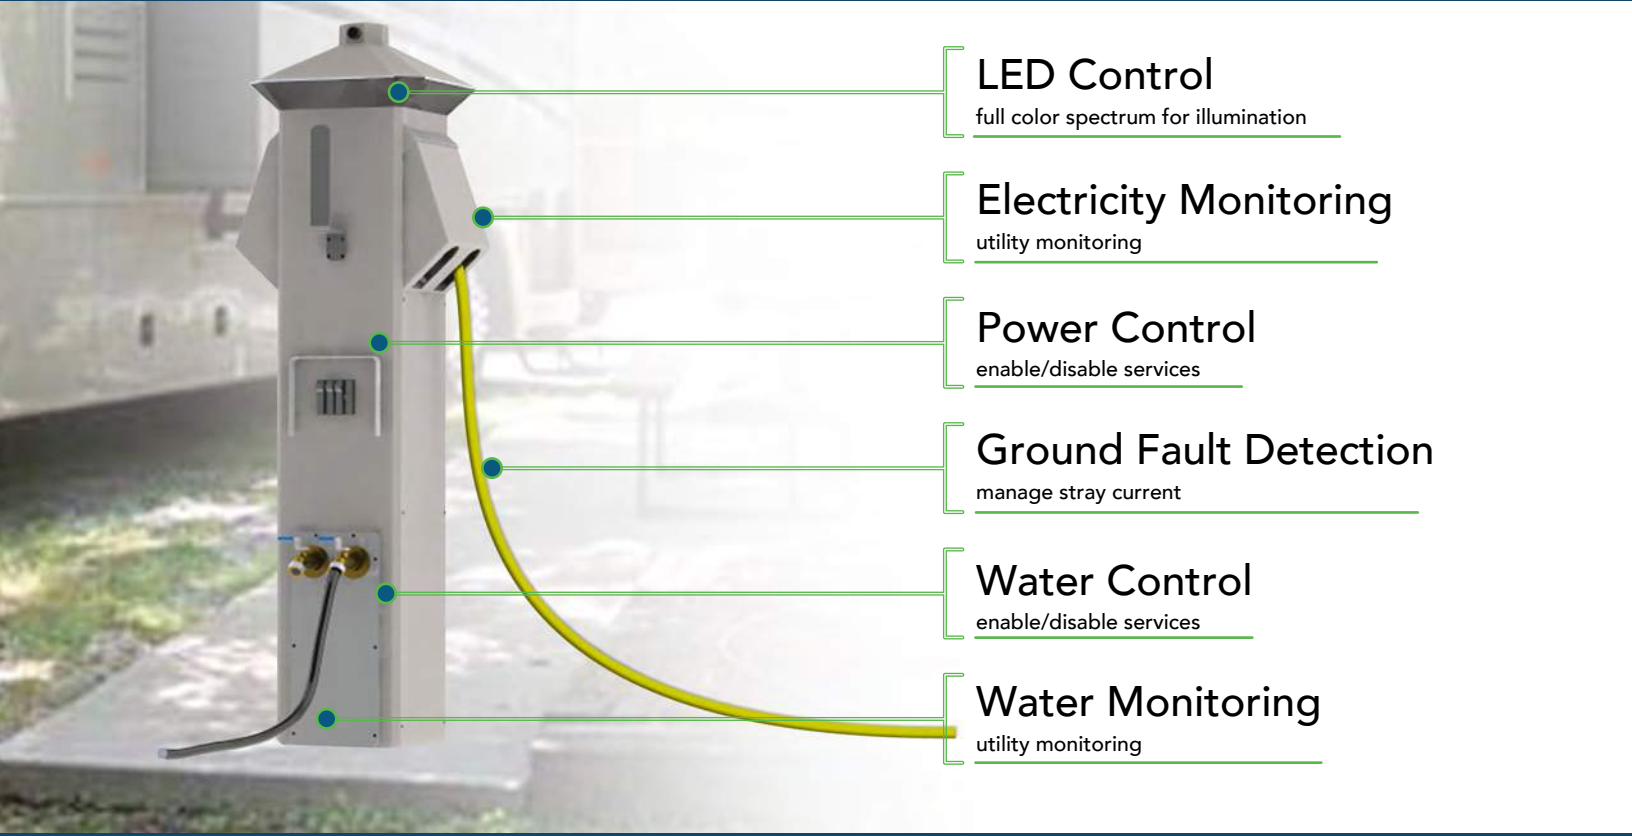 LED Control
full color spectrum for illumination
Electricity Monitoring
utility monitoring
Power Control
enable/disable services
Ground Fault Detection
manage stray current
Water Control
enable/disable services
Water Monitoring
utility monitoring